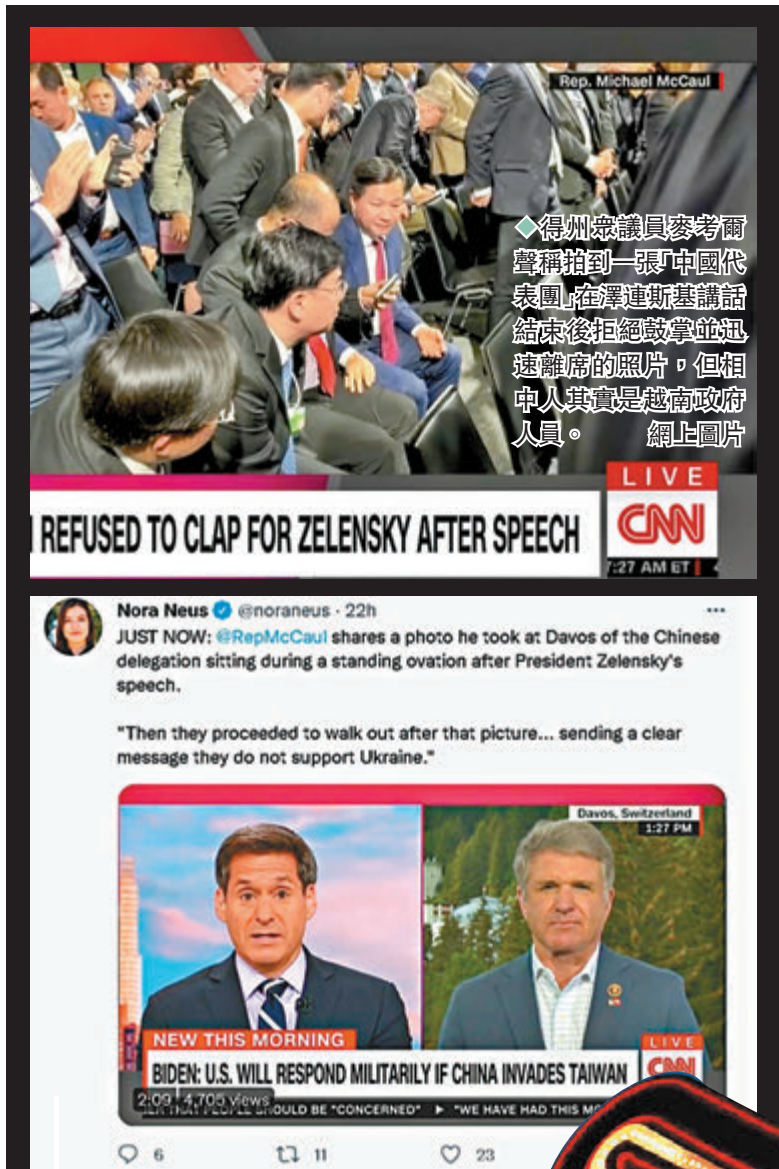 Rep. Michael McCaul
◆得州眾議員麥考爾
聲稱拍到一張「中國代
表團」在澤連斯基講話
結束後拒絕鼓掌並迅
速離席的照片，但相
中人其實是越南政府
人員。 網上圖片
LIVE
CNN
REFUSED TO CLAP FOR ZELENSKY AFTER SPEECH
7:27 AM ET
Nora Neus @noraneus · 22h
JUST NOW: @RepMcCaul shares a photo he took at Davos of the Chinese
delegation sitting during a standing ovation after President Zelensky's
speech.
"Then they proceeded to walk out after that picture... sending a clear
message they do not support Ukraine."
Davos, Switzerland
1:27 PM
NEW THIS MORNING
LIVE
BIDEN: U.S. WILL RESPOND MILITARILY IF CHINA INVADES TAIWAN
CNN
2:09 4,705 views
THAT PEOPLE SHOULD BE "CONCERNED" ▶ "WE HAVE HAD THIS
6 11 23